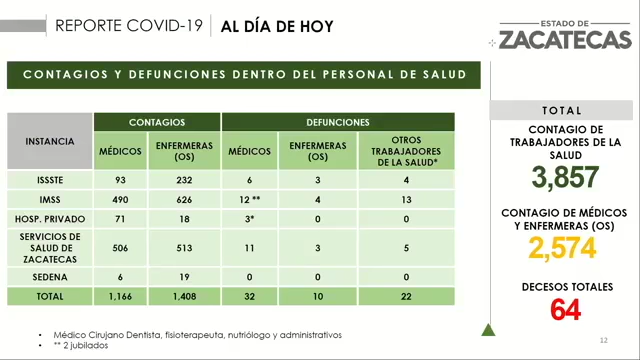 REPORTE COVID-19 AL DÍA DE HOY
ESTADO DE
ZACATECAS
CONTAGIOS Y DEFUNCIONES DENTRO DEL PERSONAL DE SALUD
INSTANCIA CONTAGIOS DEFUNCIONES
MÉDICOS ENFERMERAS (OS) MÉDICOS ENFERMERAS (OS) OTROS TRABAJADORES DE LA SALUD*
ISSSTE 93 232 6 3 4
IMSS 490 626 12 ** 4 13
HOSP. PRIVADO 71 18 3* 0 0
SERVICIOS DE SALUD DE ZACATECAS 506 513 11 3 5
SEDENA 6 19 0 0 0
TOTAL 1,166 1,408 32 10 22
• Médico Cirujano Dentista, fisioterapeuta, nutriólogo y administrativos
• ** 2 jubilados
TOTAL
CONTAGIO DE
TRABAJADORES DE LA
SALUD
3,857
CONTAGIO DE MÉDICOS
Y ENFERMERAS (OS)
2,574
DECESOS TOTALES
64
12